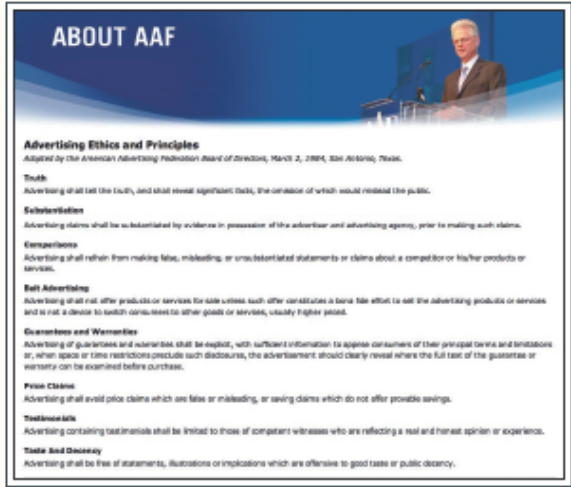 ABOUT AAF
Advertising Ethics and Principles
Adopted by the American Advertising Federation Board of Directors, March 2, 1984, San Antonio, Texas.
Truth
Advertising shall tell the truth, and shall reveal significant facts, the omission of which would mislead the public.
Substantiation
Advertising claims shall be substantiated by evidence in possession of the advertiser and advertising agency, prior to making such claims.
Comparisons
Advertising shall refrain from making false, misleading, or unsubstantiated statements or claims about a competitor or his/her products or
services.
Bait Advertising
Advertising shall not offer products or services for sale unless such offer constitutes a bona fide effort to sell the advertising products or services
and is not a device to switch consumers to other goods or services, usually higher priced.
Guarantees and Warranties
Advertising of guarantees and warranties shall be explicit, with sufficient information to apprise consumers of their principal terms and limitations
or, when space or time restrictions preclude such disclosures, the advertisement should clearly reveal where the full text of the guarantee or
warranty can be examined before purchase.
Price Claims
Advertising shall avoid price claims which are false or misleading, or saving claims which do not offer provable savings.
Testimonials
Advertising containing testimonials shall be limited to those of competent witnesses who are reflecting a real and honest opinion or experience.
Taste And Decency
Advertising shall be free of statements, illustrations or implications which are offensive to good taste or public decency.